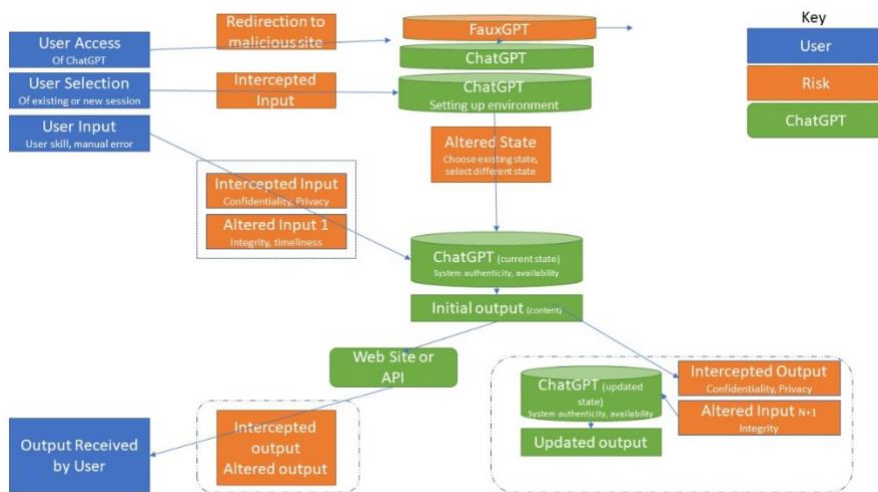 Redirection to
malicious site
FauxGPT
Key
User Access
Of ChatGPT
ChatGPT
User
User Selection
Of existing or new session
Intercepted
Input
ChatGPT
Setting up environment
Risk
User Input
User skill, manual error
Altered State
Choose existing state,
select different state
ChatGPT
Intercepted Input
Confidentiality, Privacy
Altered Input 1
Integrity, timeliness
ChatGPT (current state)
System authenticity, availability
Initial output (content)
Web Site or
API
Intercepted Output
Confidentiality, Privacy
ChatGPT (updated
state)
System authenticity, availability
Altered Input N+1
Integrity
Updated output
Output Received
by User
Intercepted
output
Altered output